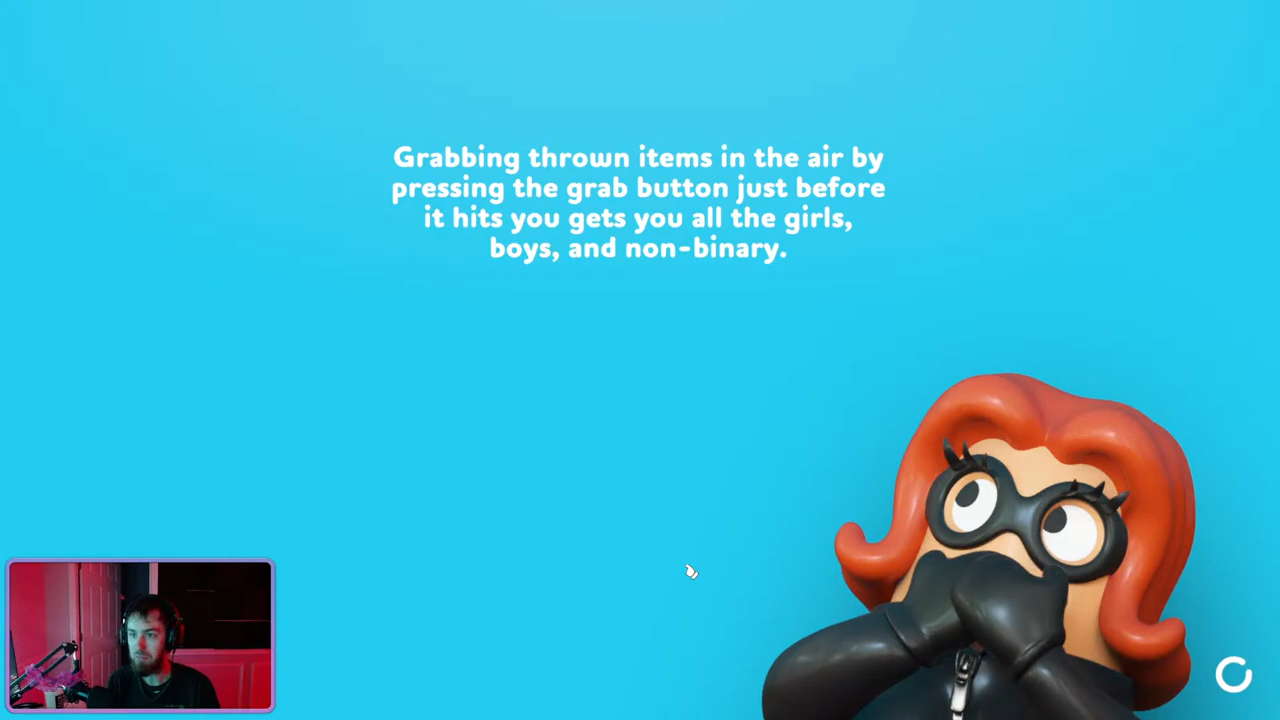 Grabbing thrown items in the air by
pressing the grab button just before
it hits you gets you all the girls,
boys, and non-binary.